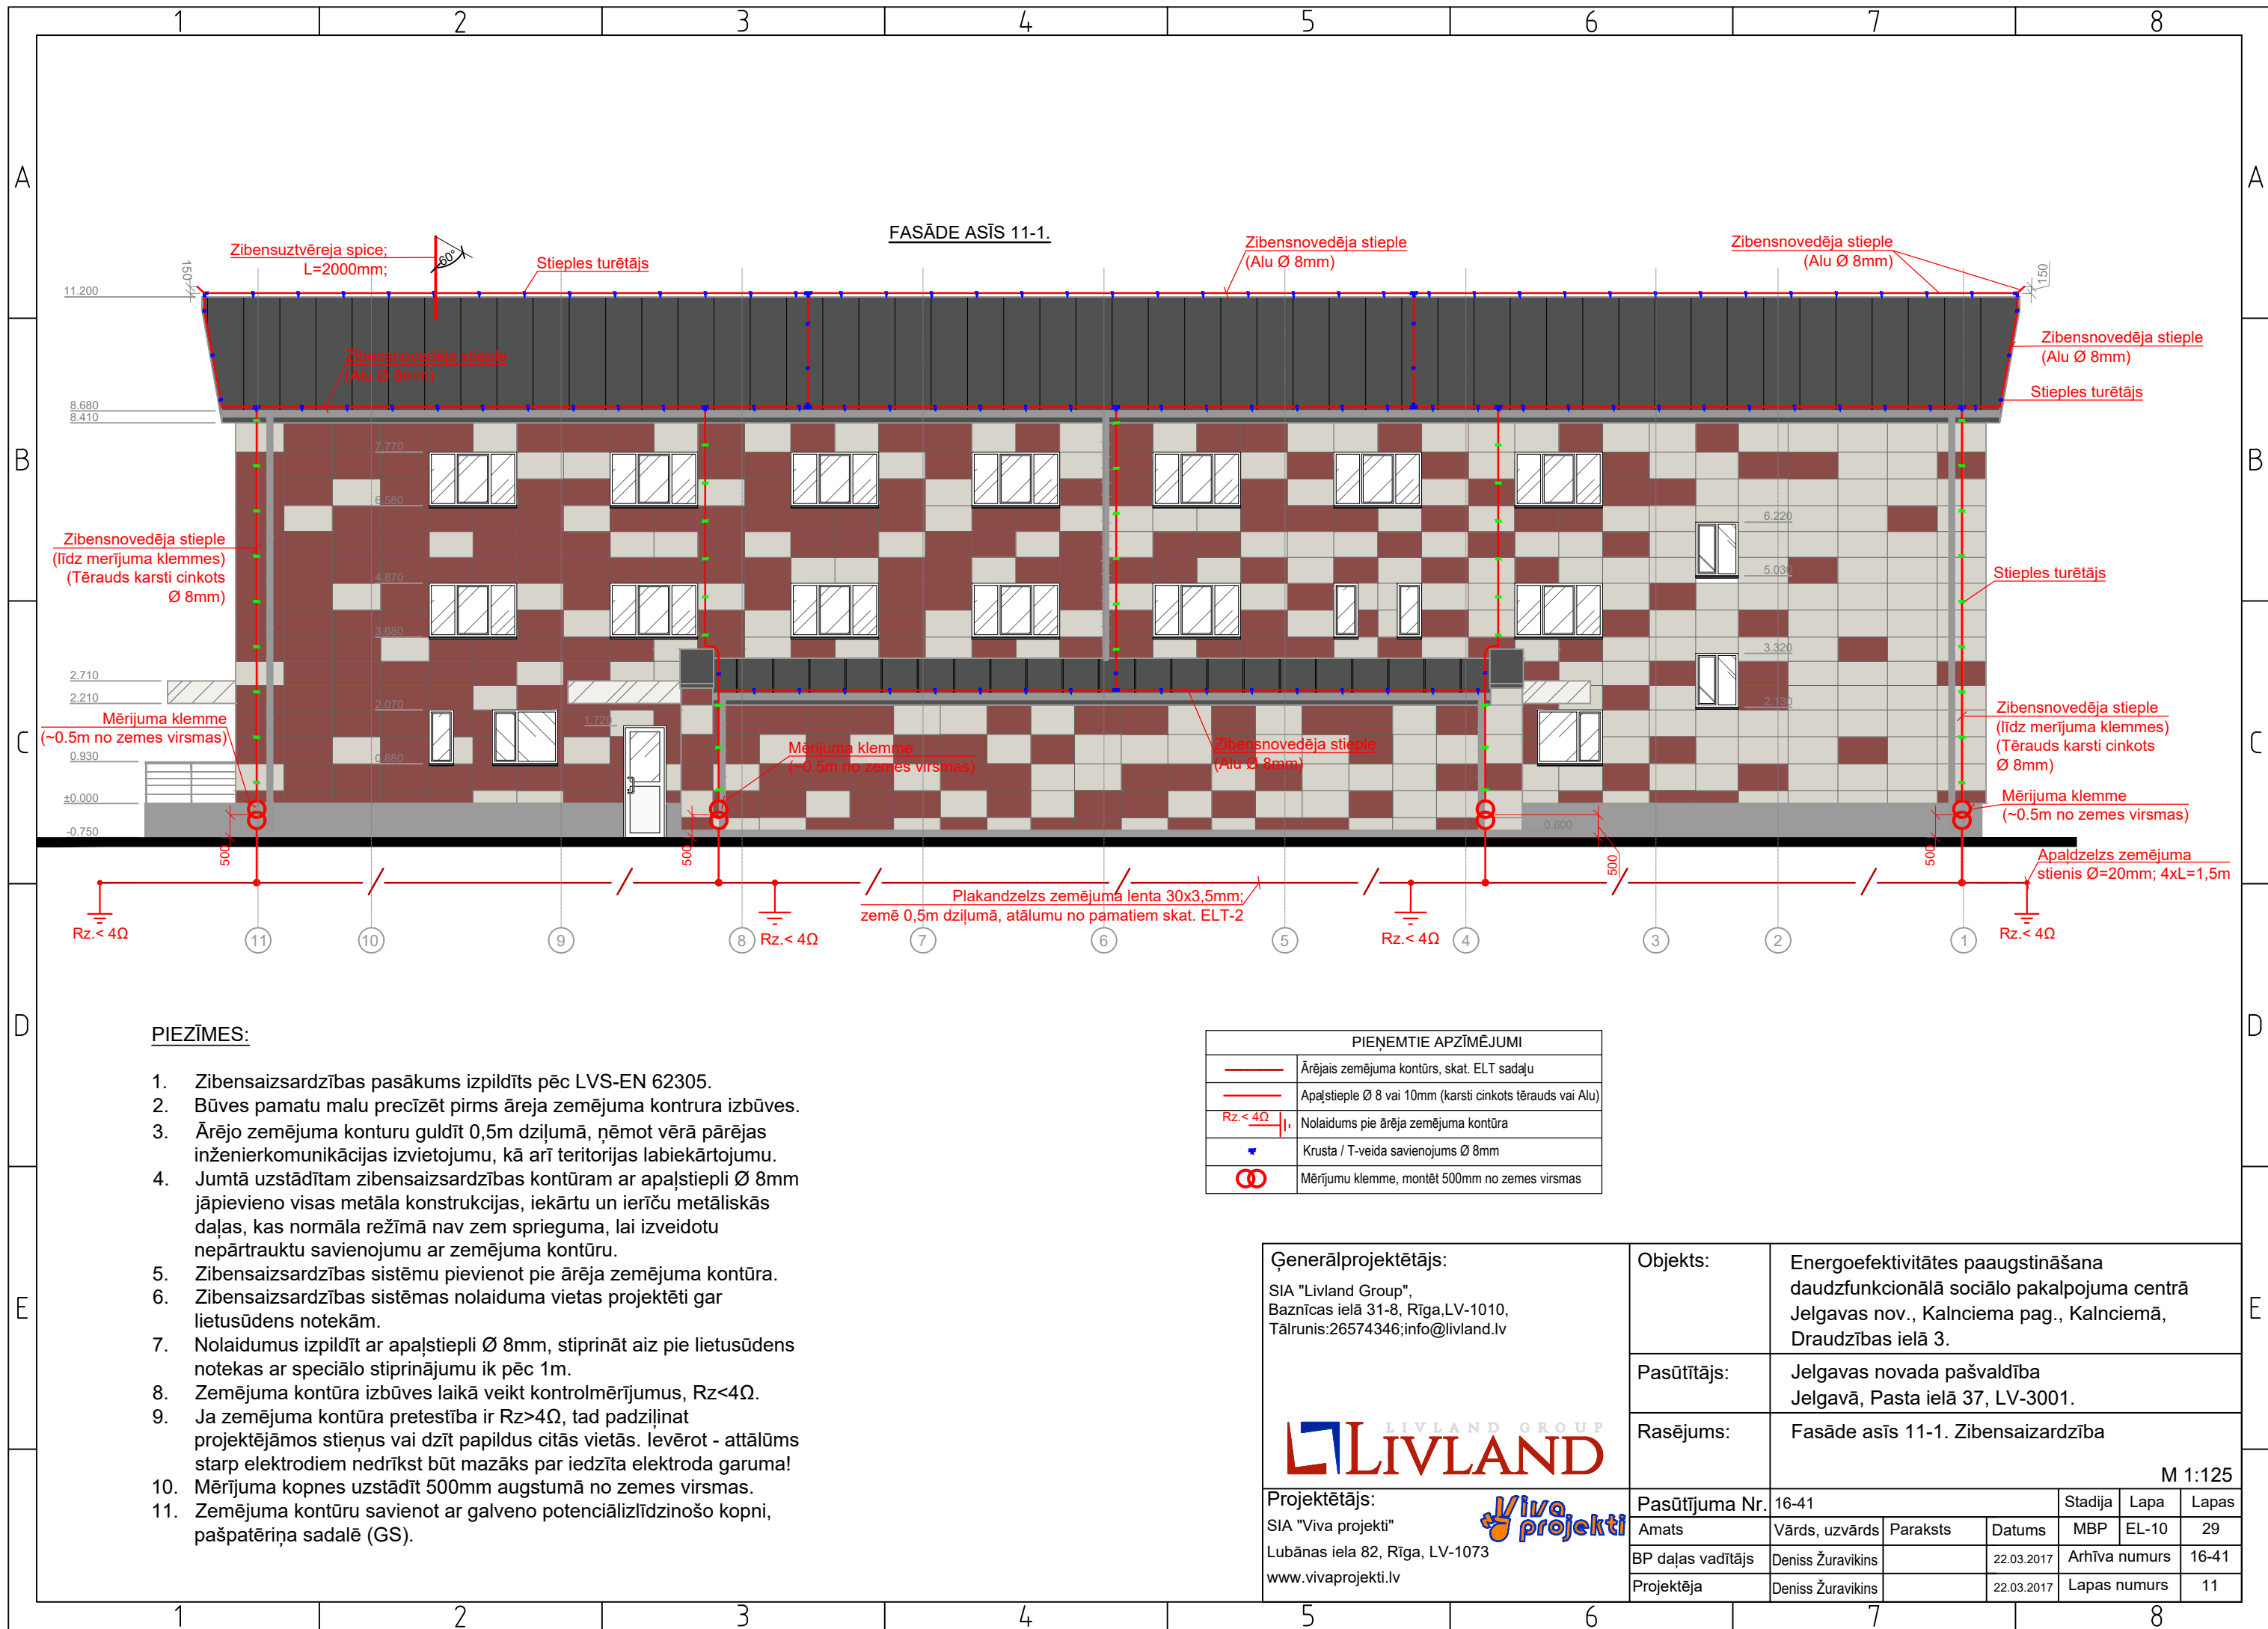 1 2 3 4 5 6 7 8
A A
B B
C C
D D
E E
FASĀDE ASĪS 11-1.
Zibensuztvēreja spice;
L=2000mm;
60°
Stieples turētājs
Zibensnovedēja stieple
(Alu Ø 8mm)
Zibensnovedēja stieple
(Alu Ø 8mm)
150
150
11.200
Zibensnovedēja stieple
(Alu Ø 8mm)
Zibensnovedēja stieple
(Alu Ø 8mm)
Stieples turētājs
8.680
8.410
7.770
6.580
6.220
Zibensnovedēja stieple
(līdz merījuma klemmes)
(Tērauds karsti cinkots
Ø 8mm)
4.870
5.030
Stieples turētājs
3.680
3.320
2.710
2.210
2.070
2.130
1.720
Mērijuma klemme
(~0.5m no zemes virsmas)
0.930
0.880
Mērijuma klemme
(~0.5m no zemes virsmas)
Zibensnovedēja stieple
(Alu Ø 8mm)
Zibensnovedēja stieple
(līdz merījuma klemmes)
(Tērauds karsti cinkots
Ø 8mm)
±0.000
-0.750
0.600
Mērijuma klemme
(~0.5m no zemes virsmas)
500
500
500
500
Apaļdzelzs zemējuma
stienis Ø=20mm; 4xL=1,5m
Plakandzelzs zemējuma lenta 30x3,5mm;
zemē 0,5m dziļumā, atālumu no pamatiem skat. ELT-2
Rz.< 4Ω
Rz.< 4Ω
Rz.< 4Ω
Rz.< 4Ω
11 10 9 8 7 6 5 4 3 2 1
PIEZĪMES:
1. Zibensaizsardzības pasākums izpildīts pēc LVS-EN 62305.
2. Būves pamatu malu precīzēt pirms āreja zemējuma kontrura izbūves.
3. Ārējo zemējuma konturu guldīt 0,5m dziļumā, ņēmot vērā pārējas
inženierkomunikācijas izvietojumu, kā arī teritorijas labiekārtojumu.
4. Jumtā uzstādītam zibensaizsardzības kontūram ar apaļstiepli Ø 8mm
jāpievieno visas metāla konstrukcijas, iekārtu un ierīču metāliskās
daļas, kas normāla režīmā nav zem sprieguma, lai izveidotu
nepārtrauktu savienojumu ar zemējuma kontūru.
5. Zibensaizsardzības sistēmu pievienot pie ārēja zemējuma kontūra.
6. Zibensaizsardzības sistēmas nolaiduma vietas projektēti gar
lietusūdens notekām.
7. Nolaidumus izpildīt ar apaļstiepli Ø 8mm, stiprināt aiz pie lietusūdens
notekas ar speciālo stiprinājumu ik pēc 1m.
8. Zemējuma kontūra izbūves laikā veikt kontrolmērījumus, Rz<4Ω.
9. Ja zemējuma kontūra pretestība ir Rz>4Ω, tad padziļinat
projektējāmos stieņus vai dzīt papildus citās vietās. Ievērot - attālūms
starp elektrodiem nedrīkst būt mazāks par iedzīta elektroda garuma!
10. Mērījuma kopnes uzstādīt 500mm augstumā no zemes virsmas.
11. Zemējuma kontūru savienot ar galveno potenciālizlīdzinošo kopni,
pašpatēriņa sadalē (GS).
PIEŅEMTIE APZĪMĒJUMI
Ārējais zemējuma kontūrs, skat. ELT sadaļu
Apaļstieple Ø 8 vai 10mm (karsti cinkots tērauds vai Alu)
Rz.< 4Ω Nolaidums pie ārēja zemējuma kontūra
Krusta / T-veida savienojums Ø 8mm
Mērījumu klemme, montēt 500mm no zemes virsmas
Ģenerālprojektētājs:
SIA "Livland Group",
Baznīcas ielā 31-8, Rīga,LV-1010,
Tālrunis:26574346;info@livland.lv
LIVLAND GROUP
LIVLAND
Objekts:
Energoefektivitātes paaugstināšana
daudzfunkcionālā sociālo pakalpojuma centrā
Jelgavas nov., Kalnciema pag., Kalnciemā,
Draudzības ielā 3.
Pasūtītājs:
Jelgavas novada pašvaldība
Jelgavā, Pasta ielā 37, LV-3001.
Rasējums: Fasāde asīs 11-1. Zibensaizardzība
M 1:125
Projektētājs:
SIA "Viva projekti"
Lubānas iela 82, Rīga, LV-1073
www.vivaprojekti.lv
Viva
projekti
Pasūtījuma Nr. 16-41 Stadija Lapa Lapas
Amats Vārds, uzvārds Paraksts Datums MBP EL-10 29
BP daļas vadītājs Deniss Žuravikins 22.03.2017 Arhīva numurs 16-41
Projektēja Deniss Žuravikins 22.03.2017 Lapas numurs 11
1 2 3 4 5 6 7 8